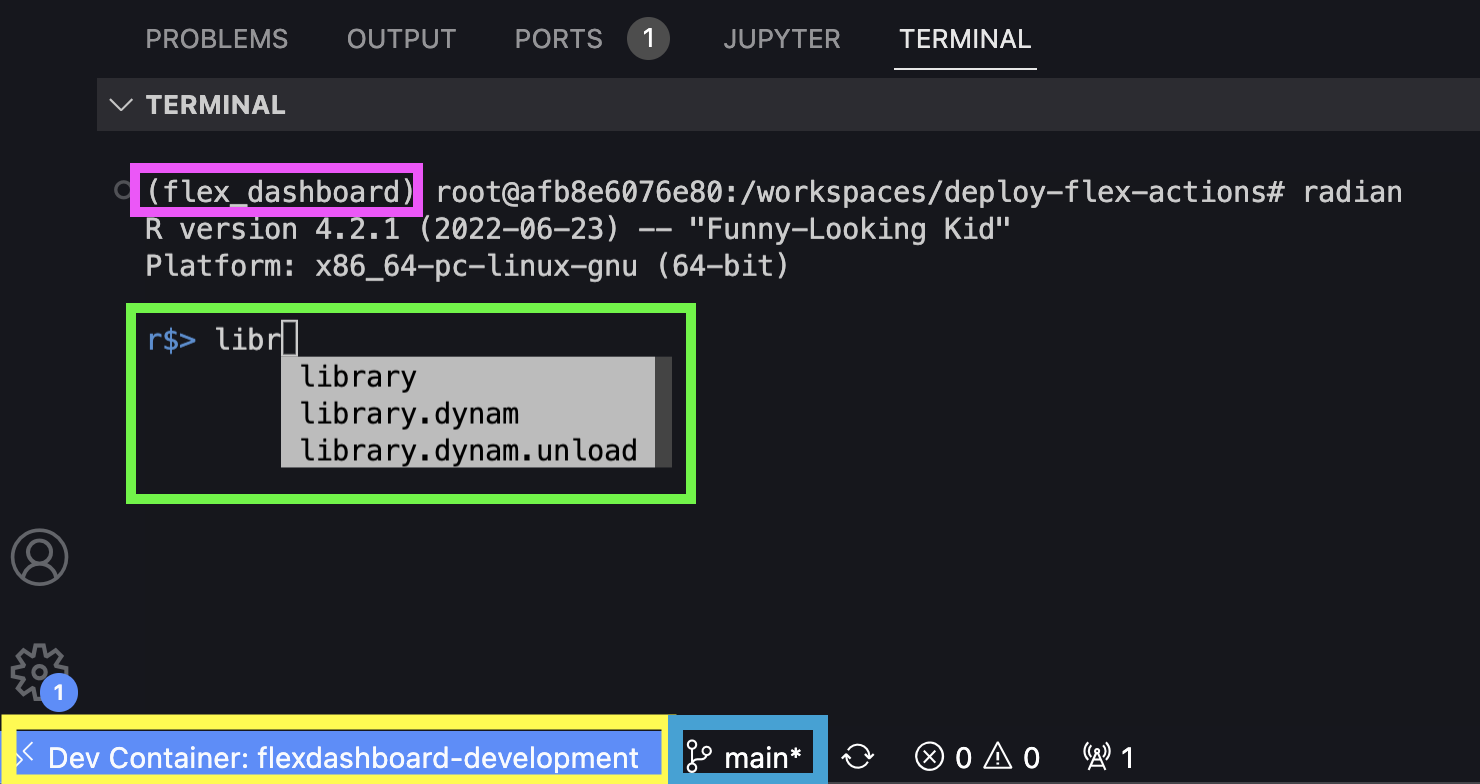 PROBLEMS OUTPUT PORTS 1 JUPYTER TERMINAL
TERMINAL
(flex_dashboard) root@afb8e6076e80:/workspaces/deploy-flex-actions# radian
R version 4.2.1 (2022-06-23) -- "Funny-Looking Kid"
Platform: x86_64-pc-linux-gnu (64-bit)
r$> libr
library
library.dynam
library.dynam.unload
1
Dev Container: flexdashboard-development main* 0 0 1